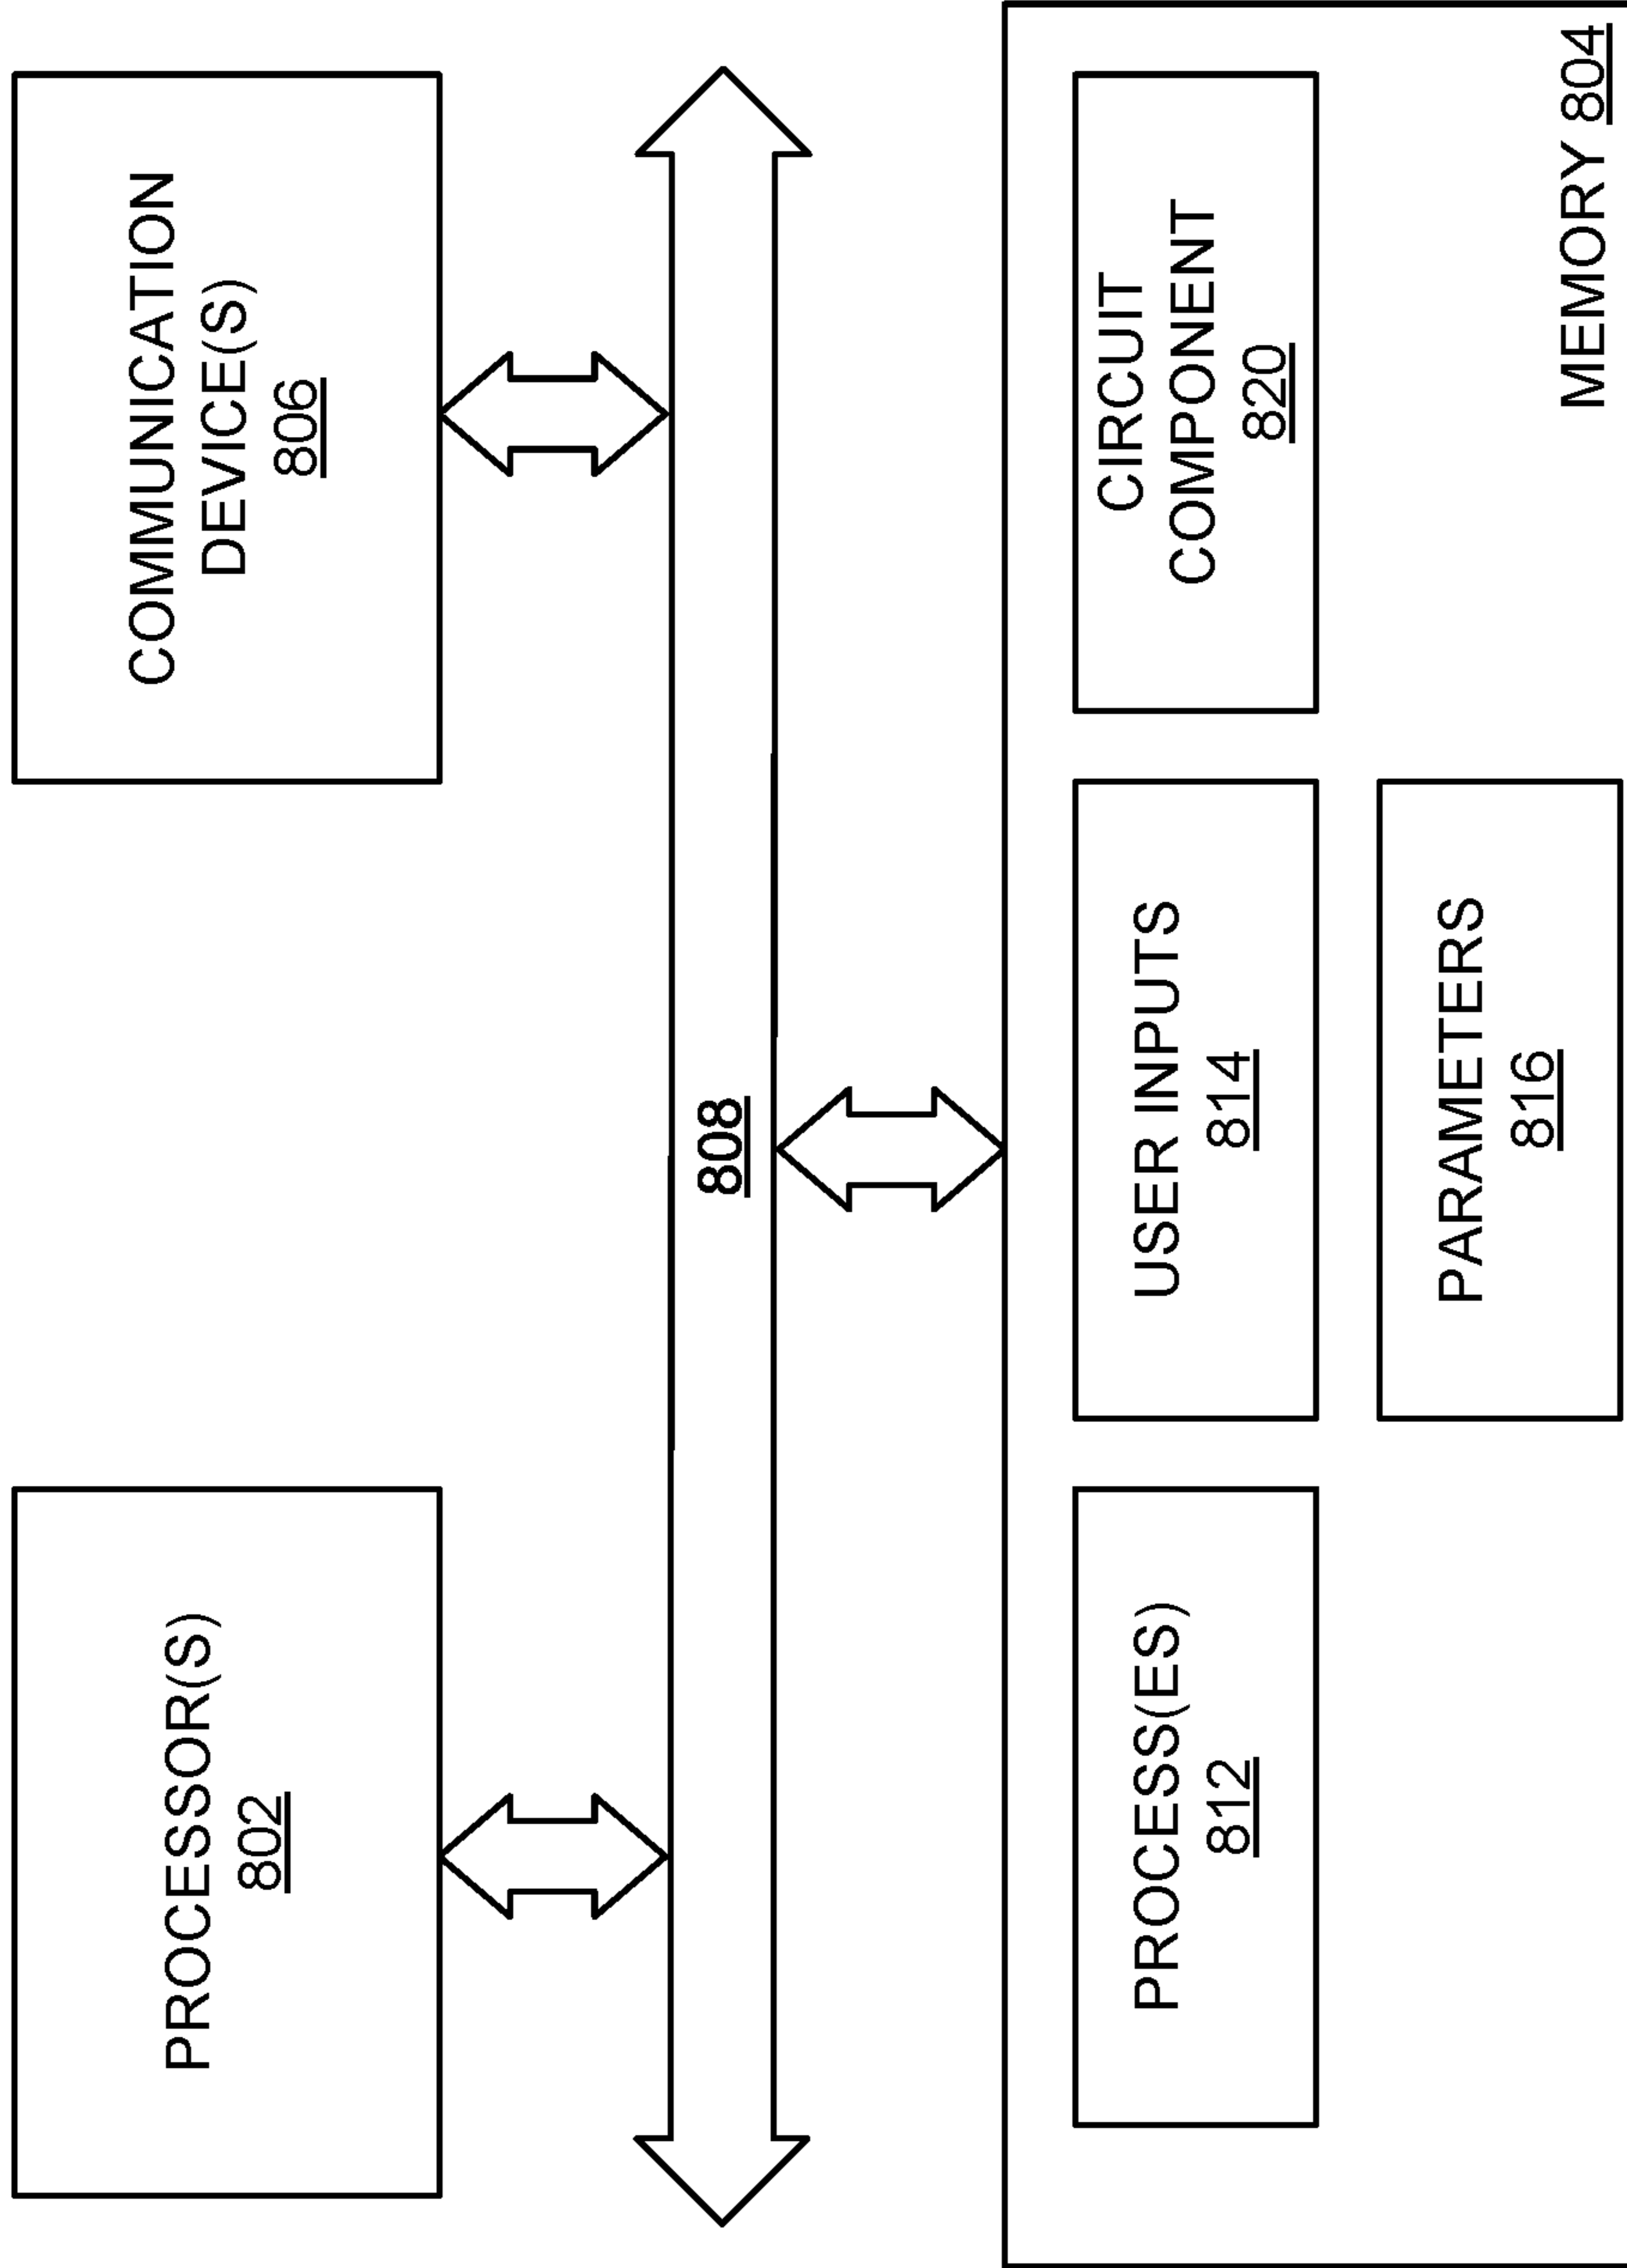 PROCESSOR(S)
802
COMMUNICATION
DEVICE(S)
806
808
PROCESS(ES)
812
USER INPUTS
814
CIRCUIT
COMPONENT
820
PARAMETERS
816
MEMORY 804